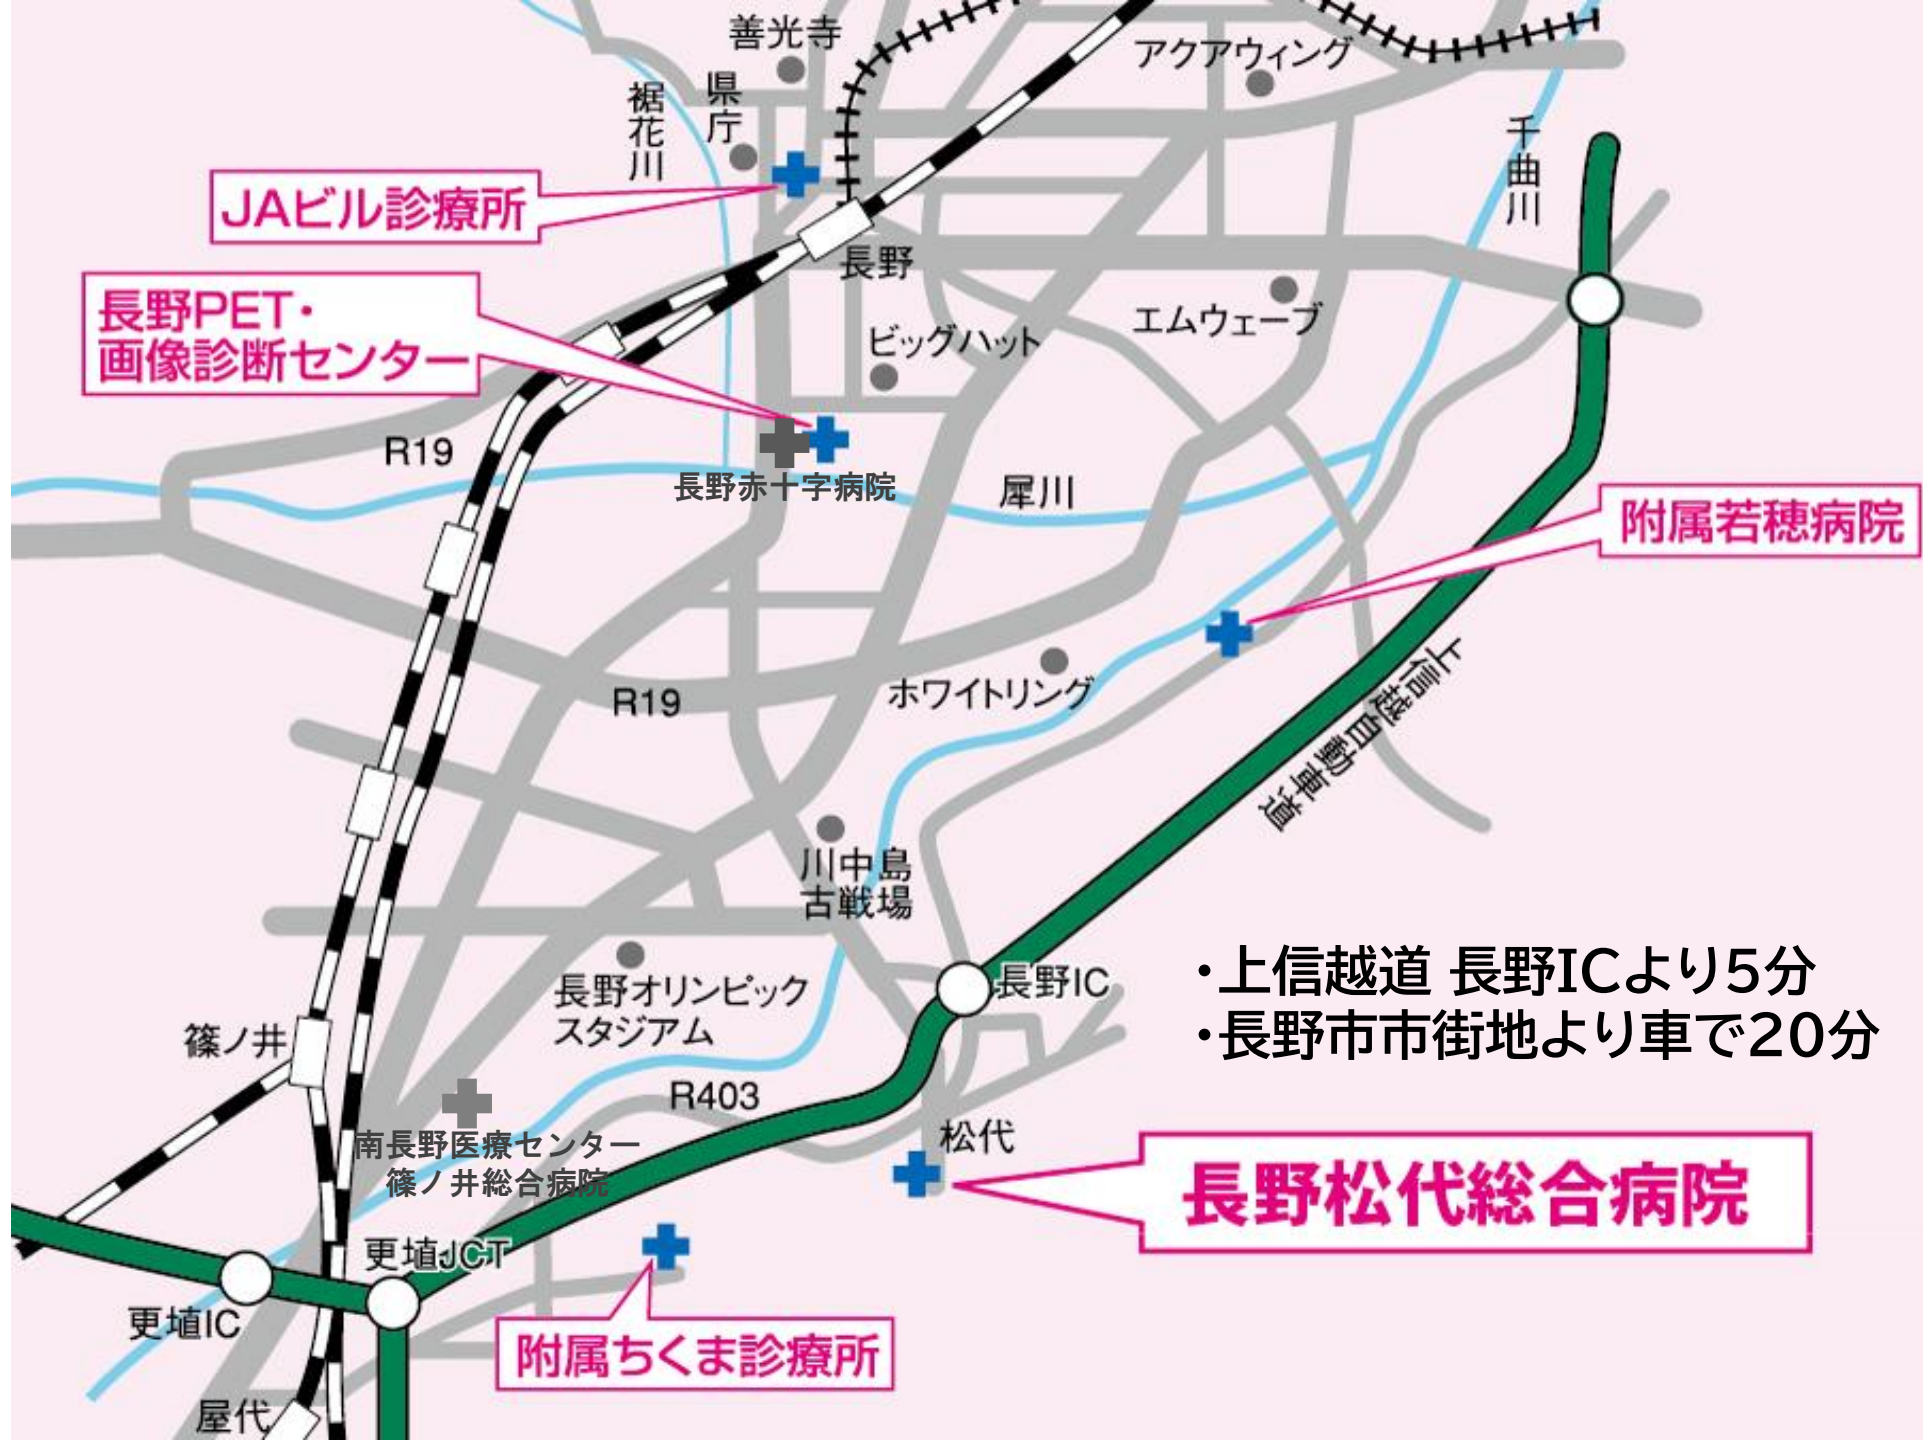 善光寺
アクアウィング
県庁
裾花川
千曲川
JAビル診療所
長野
長野PET・
画像診断センター
エムウェーブ
ビッグハット
R19
長野赤十字病院
犀川
附属若穂病院
上信越自動車道
R19
ホワイトリング
川中島
古戦場
・上信越道 長野ICより5分
・長野市市街地より車で20分
長野IC
長野オリンピック
スタジアム
篠ノ井
R403
松代
南長野医療センター
篠ノ井総合病院
長野松代総合病院
更埴JCT
更埴IC
附属ちくま診療所
屋代